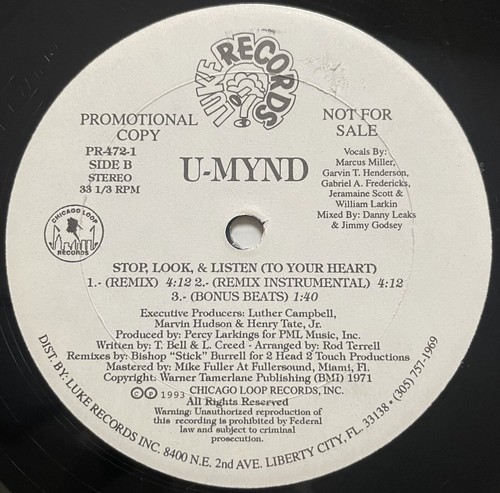 LUKE RECORDS
PROMOTIONAL
COPY
NOT FOR
SALE
PR-472-1
SIDE B
STEREO
33 1/3 RPM
U-MYND
Vocals By:
Marcus Miller,
Garvin T. Henderson,
Gabriel A. Fredericks,
Jeramaine Scott &
William Larkin
Mixed By: Danny Leaks
& Jimmy Godsey
CHICAGO LOOP
RECORDS
STOP, LOOK, & LISTEN (TO YOUR HEART)
1.- (REMIX) 4:12 2.- (REMIX INSTRUMENTAL) 4:12
3.- (BONUS BEATS) 1:40
Executive Producers: Luther Campbell,
Marvin Hudson & Henry Tate, Jr.
Produced by: Percy Larkings for PML Music, Inc.
Written by: T. Bell & L. Creed - Arranged by: Rod Terrell
Remixes by: Bishop "Stick" Burrell for 2 Head 2 Touch Productions
Mastered by: Mike Fuller At Fullersound, Miami, Fl.
Copyright: Warner Tamerlane Publishing (BMI) 1971
© ℗ 1993 CHICAGO LOOP RECORDS, INC.
All Rights Reserved
Warning: Unauthorized reproduction of
this recording is prohibited by Federal
law and subject to criminal
prosecution.
DIST. BY: LUKE RECORDS INC. 8400 N.E. 2nd AVE. LIBERTY CITY, FL. 33138 • (305) 757-1969